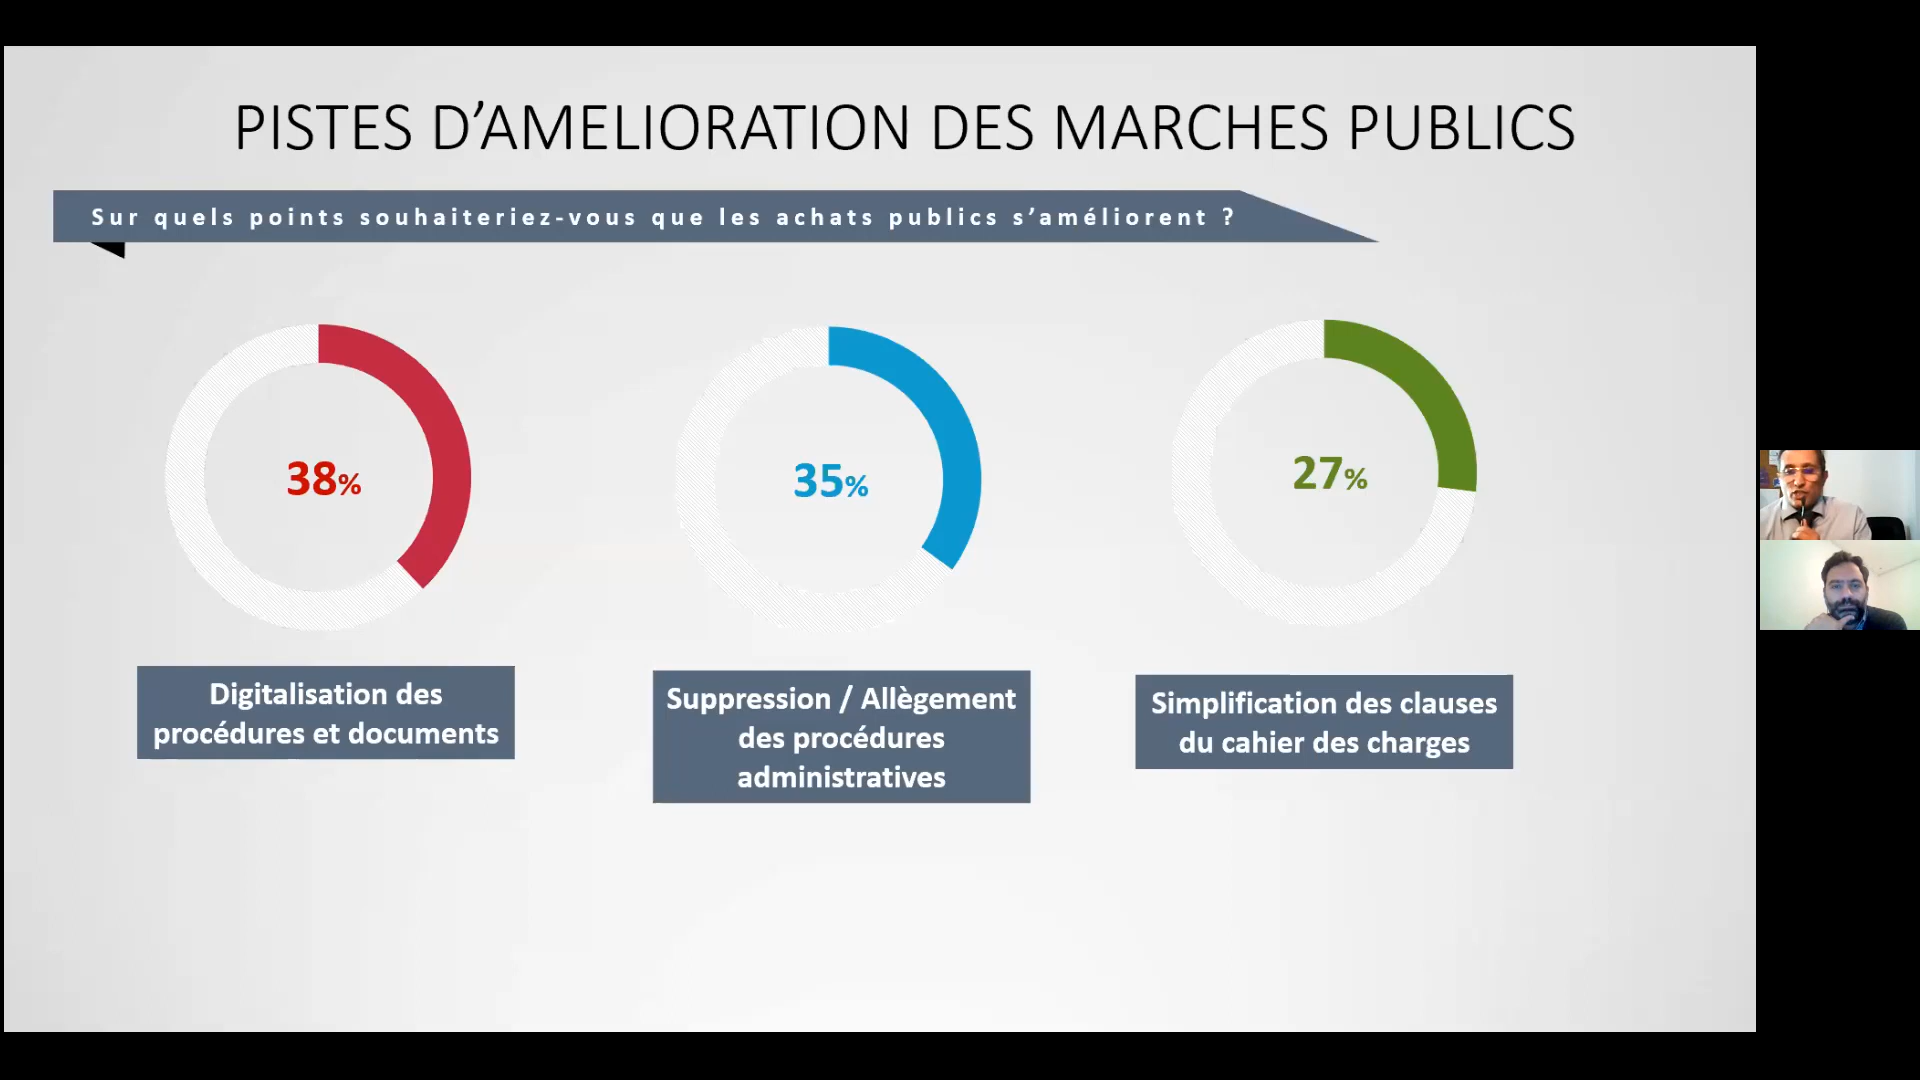 PISTES D’AMELIORATION DES MARCHES PUBLICS
Sur quels points souhaiteriez-vous que les achats publics s’améliorent ?
38%
35%
27%
Digitalisation des
procédures et documents
Suppression / Allègement
des procédures
administratives
Simplification des clauses
du cahier des charges